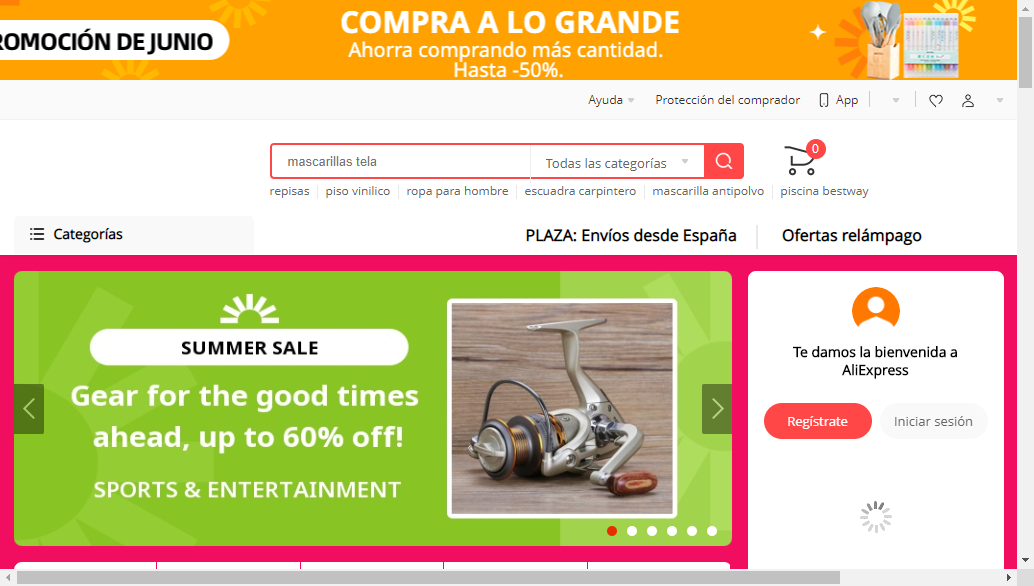 ROMOCIÓN DE JUNIO
COMPRA A LO GRANDE
Ahorra comprando más cantidad.
Hasta -50%.
Ayuda
Protección del comprador
App
mascarillas tela
Todas las categorías
0
repisas
piso vinilico
ropa para hombre
escuadra carpintero
mascarilla antipolvo
piscina bestway
Categorías
PLAZA: Envíos desde España
Ofertas relámpago
SUMMER SALE
Gear for the good times
ahead, up to 60% off!
SPORTS & ENTERTAINMENT
Te damos la bienvenida a
AliExpress
Regístrate
Iniciar sesión